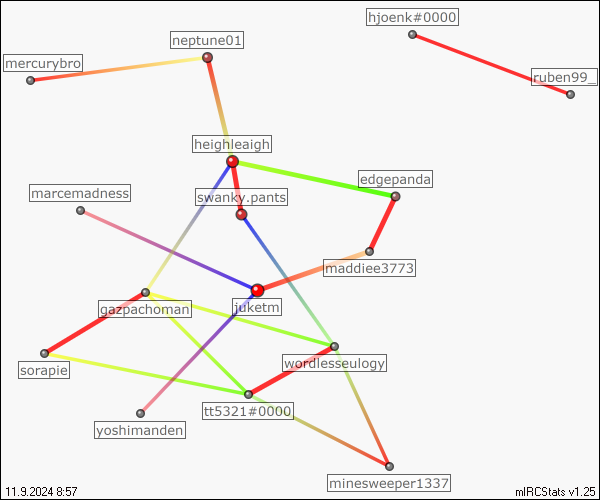 hjoenk#0000
neptune01
mercurybro
ruben99_
heighleaigh
edgepanda
marcemadness
swanky.pants
maddiee3773
gazpachoman
juketm
sorapie
wordlesseulogy
tt5321#0000
yoshimanden
minesweeper1337
11.9.2024 8:57
mIRCStats v1.25